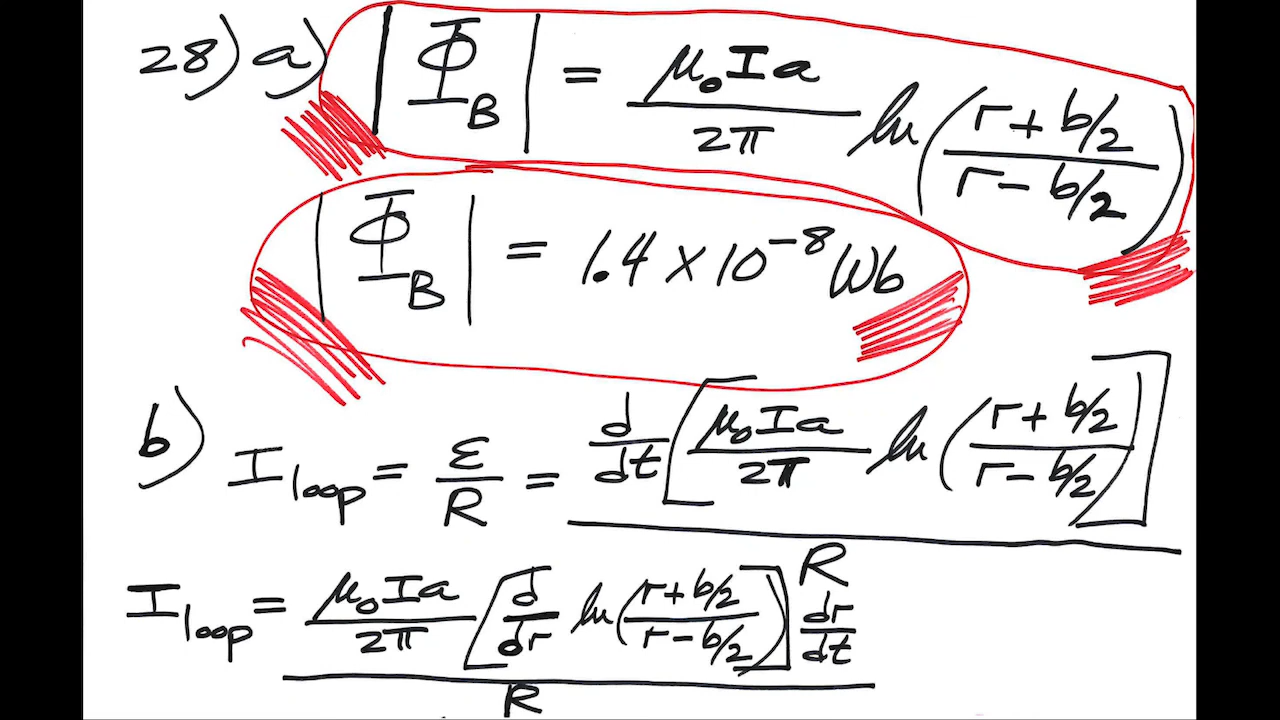 28) a) |Φ_B| = μ₀Ia/2π ln((r + b/2)/(r − b/2))
|Φ_B| = 1.4 × 10⁻⁸ Wb
b) I_loop = ε/R = d/dt[μ₀Ia/2π ln((r + b/2)/(r − b/2))]/R
I_loop = μ₀Ia/2π [d/dr ln((r + b/2)/(r − b/2))] dr/dt/R